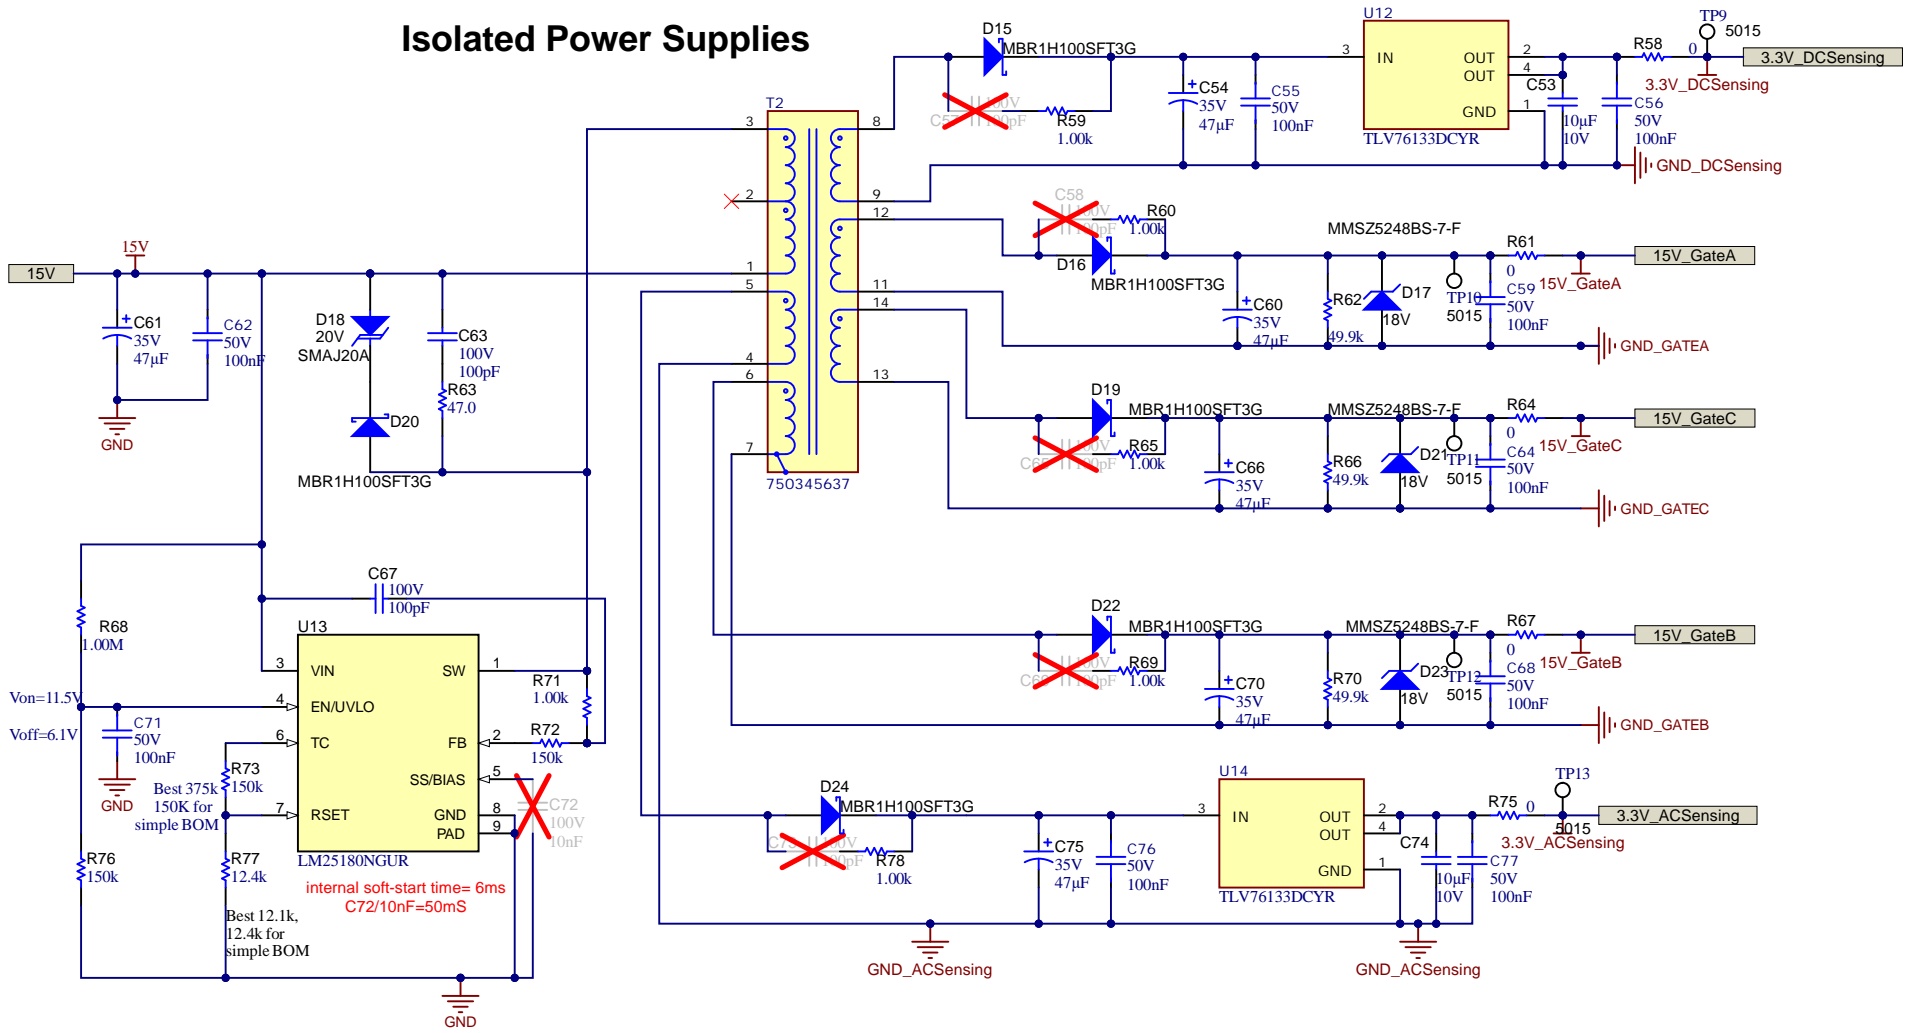 Isolated Power Supplies
D15
MBR1H100SFT3G
100V
100pF
R59
1.00k
C54
35V
47µF
C55
50V
100nF
U12
3
IN
OUT
OUT
GND
2
4
1
TLV76133DCYR
C53
10µF
10V
C56
50V
100nF
R58
0
TP9
5015
3.3V_DCSensing
3.3V_DCSensing
GND_DCSensing
T2
3
2
1
5
4
6
7
8
9
12
11
14
13
750345637
C58
100V
100pF
R60
1.00k
D16
MBR1H100SFT3G
C60
35V
47µF
R62
49.9k
MMSZ5248BS-7-F
D17
18V
TP10
5015
C59
50V
100nF
R61
0
15V_GateA
15V_GateA
GND_GATEA
D19
MBR1H100SFT3G
C65
100V
100pF
R65
1.00k
C66
35V
47µF
R66
49.9k
MMSZ5248BS-7-F
D21
18V
TP11
5015
C64
50V
100nF
R64
0
15V_GateC
15V_GateC
GND_GATEC
D22
MBR1H100SFT3G
100V
100pF
R69
1.00k
C70
35V
47µF
R70
49.9k
MMSZ5248BS-7-F
D23
18V
TP12
5015
C68
50V
100nF
R67
0
15V_GateB
15V_GateB
GND_GATEB
D24
MBR1H100SFT3G
100V
100pF
R78
1.00k
C75
35V
47µF
C76
50V
100nF
U14
3
IN
OUT
OUT
GND
2
4
1
TLV76133DCYR
C74
10µF
10V
C77
50V
100nF
R75
0
TP13
5015
3.3V_ACSensing
3.3V_ACSensing
GND_ACSensing
GND_ACSensing
15V
15V
C61
35V
47µF
C62
50V
100nF
GND
D18
20V
SMAJ20A
C63
100V
100pF
R63
47.0
D20
MBR1H100SFT3G
C67
100V
100pF
R68
1.00M
U13
3
VIN
SW
1
4
EN/UVLO
6
TC
FB
2
SS/BIAS
5
7
RSET
GND
8
PAD
9
LM25180NGUR
R71
1.00k
R72
150k
C72
100V
10nF
Von=11.5V
Voff=6.1V
C71
50V
100nF
GND
R73
150k
Best 375k
150K for
simple BOM
R76
150k
R77
12.4k
Best 12.1k,
12.4k for
simple BOM
internal soft-start time= 6ms
C72/10nF=50mS
GND